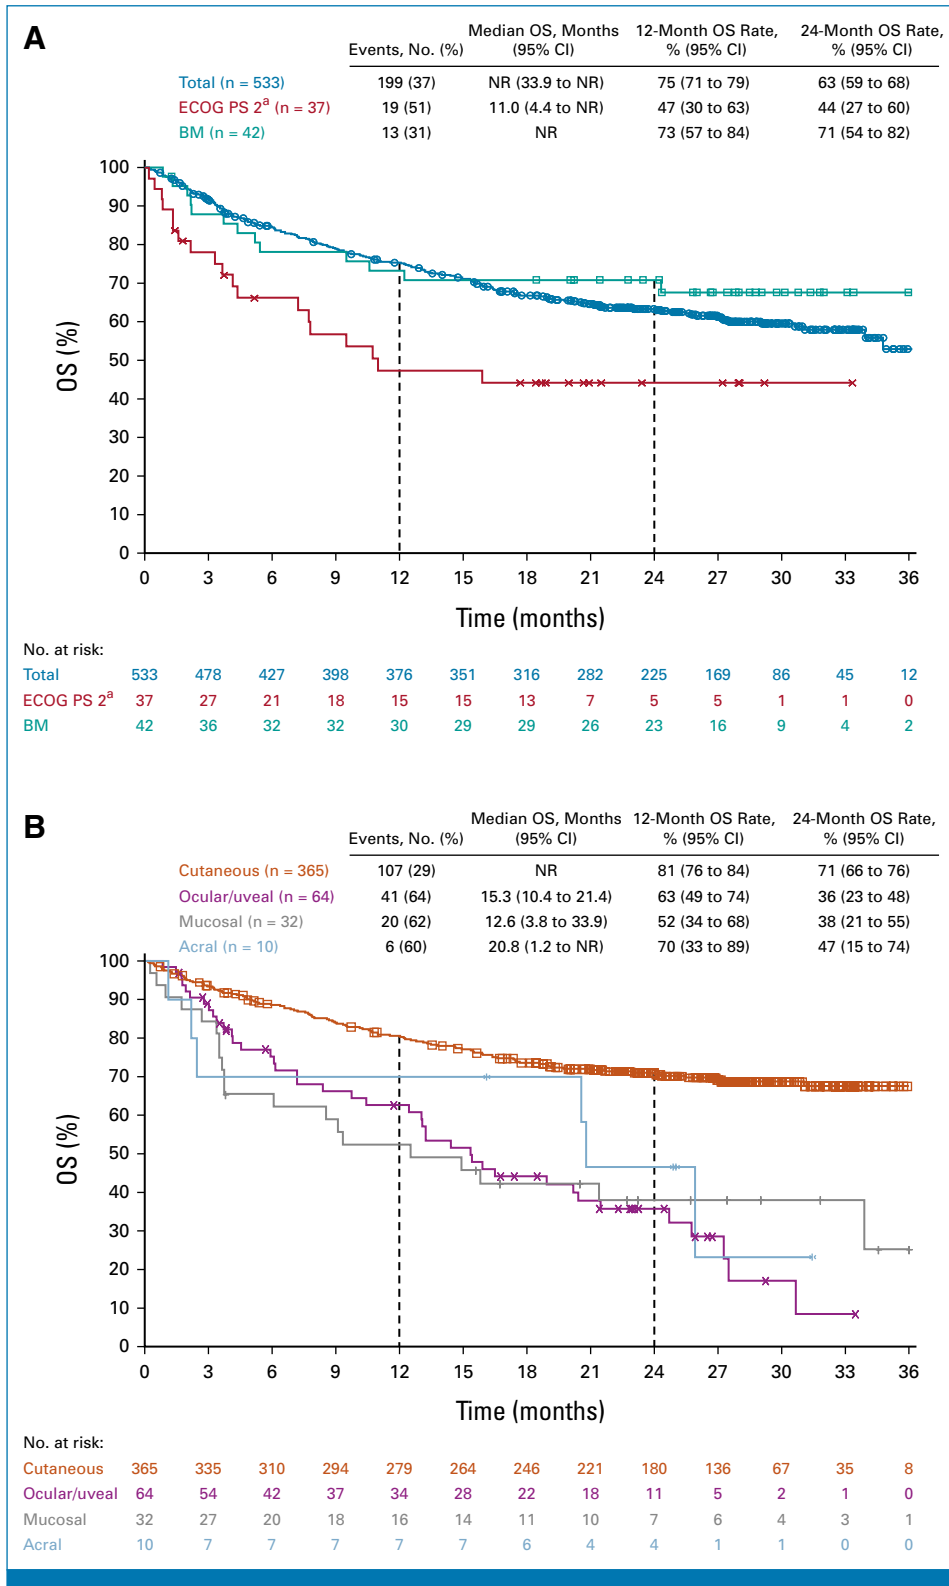 A
Events, No. (%) Median OS, Months (95% CI) 12-Month OS Rate, % (95% CI) 24-Month OS Rate, % (95% CI)
Total (n = 533) 199 (37) NR (33.9 to NR) 75 (71 to 79) 63 (59 to 68)
ECOG PS 2a (n = 37) 19 (51) 11.0 (4.4 to NR) 47 (30 to 63) 44 (27 to 60)
BM (n = 42) 13 (31) NR 73 (57 to 84) 71 (54 to 82)
OS (%)
100
90
80
70
60
50
40
30
20
10
0
0 3 6 9 12 15 18 21 24 27 30 33 36
Time (months)
No. at risk:
Total 533 478 427 398 376 351 316 282 225 169 86 45 12
ECOG PS 2a 37 27 21 18 15 15 13 7 5 5 1 1 0
BM 42 36 32 32 30 29 29 26 23 16 9 4 2
B
Events, No. (%) Median OS, Months (95% CI) 12-Month OS Rate, % (95% CI) 24-Month OS Rate, % (95% CI)
Cutaneous (n = 365) 107 (29) NR 81 (76 to 84) 71 (66 to 76)
Ocular/uveal (n = 64) 41 (64) 15.3 (10.4 to 21.4) 63 (49 to 74) 36 (23 to 48)
Mucosal (n = 32) 20 (62) 12.6 (3.8 to 33.9) 52 (34 to 68) 38 (21 to 55)
Acral (n = 10) 6 (60) 20.8 (1.2 to NR) 70 (33 to 89) 47 (15 to 74)
OS (%)
100
90
80
70
60
50
40
30
20
10
0
0 3 6 9 12 15 18 21 24 27 30 33 36
Time (months)
No. at risk:
Cutaneous 365 335 310 294 279 264 246 221 180 136 67 35 8
Ocular/uveal 64 54 42 37 34 28 22 18 11 5 2 1 0
Mucosal 32 27 20 18 16 14 11 10 7 6 4 3 1
Acral 10 7 7 7 7 7 6 4 4 1 1 0 0